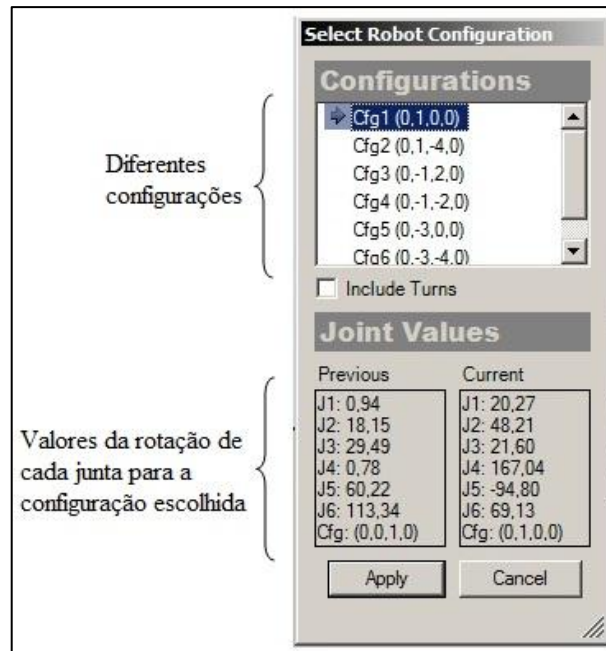 Select Robot Configuration
Configurations
Cfg1 (0,1,0,0)
Cfg2 (0,1,-4,0)
Cfg3 (0,-1,2,0)
Cfg4 (0,-1,-2,0)
Cfg5 (0,-3,0,0)
Cfg6 (0,-3,-4,0)
Diferentes
configurações
Include Turns
Joint Values
Previous
J1: 0,94
J2: 18,15
J3: 29,49
J4: 0,78
J5: 60,22
J6: 113,34
Cfg: (0,0,1,0)
Current
J1: 20,27
J2: 48,21
J3: 21,60
J4: 167,04
J5: -94,80
J6: 69,13
Cfg: (0,1,0,0)
Valores da rotação de
cada junta para a
configuração escolhida
Apply
Cancel